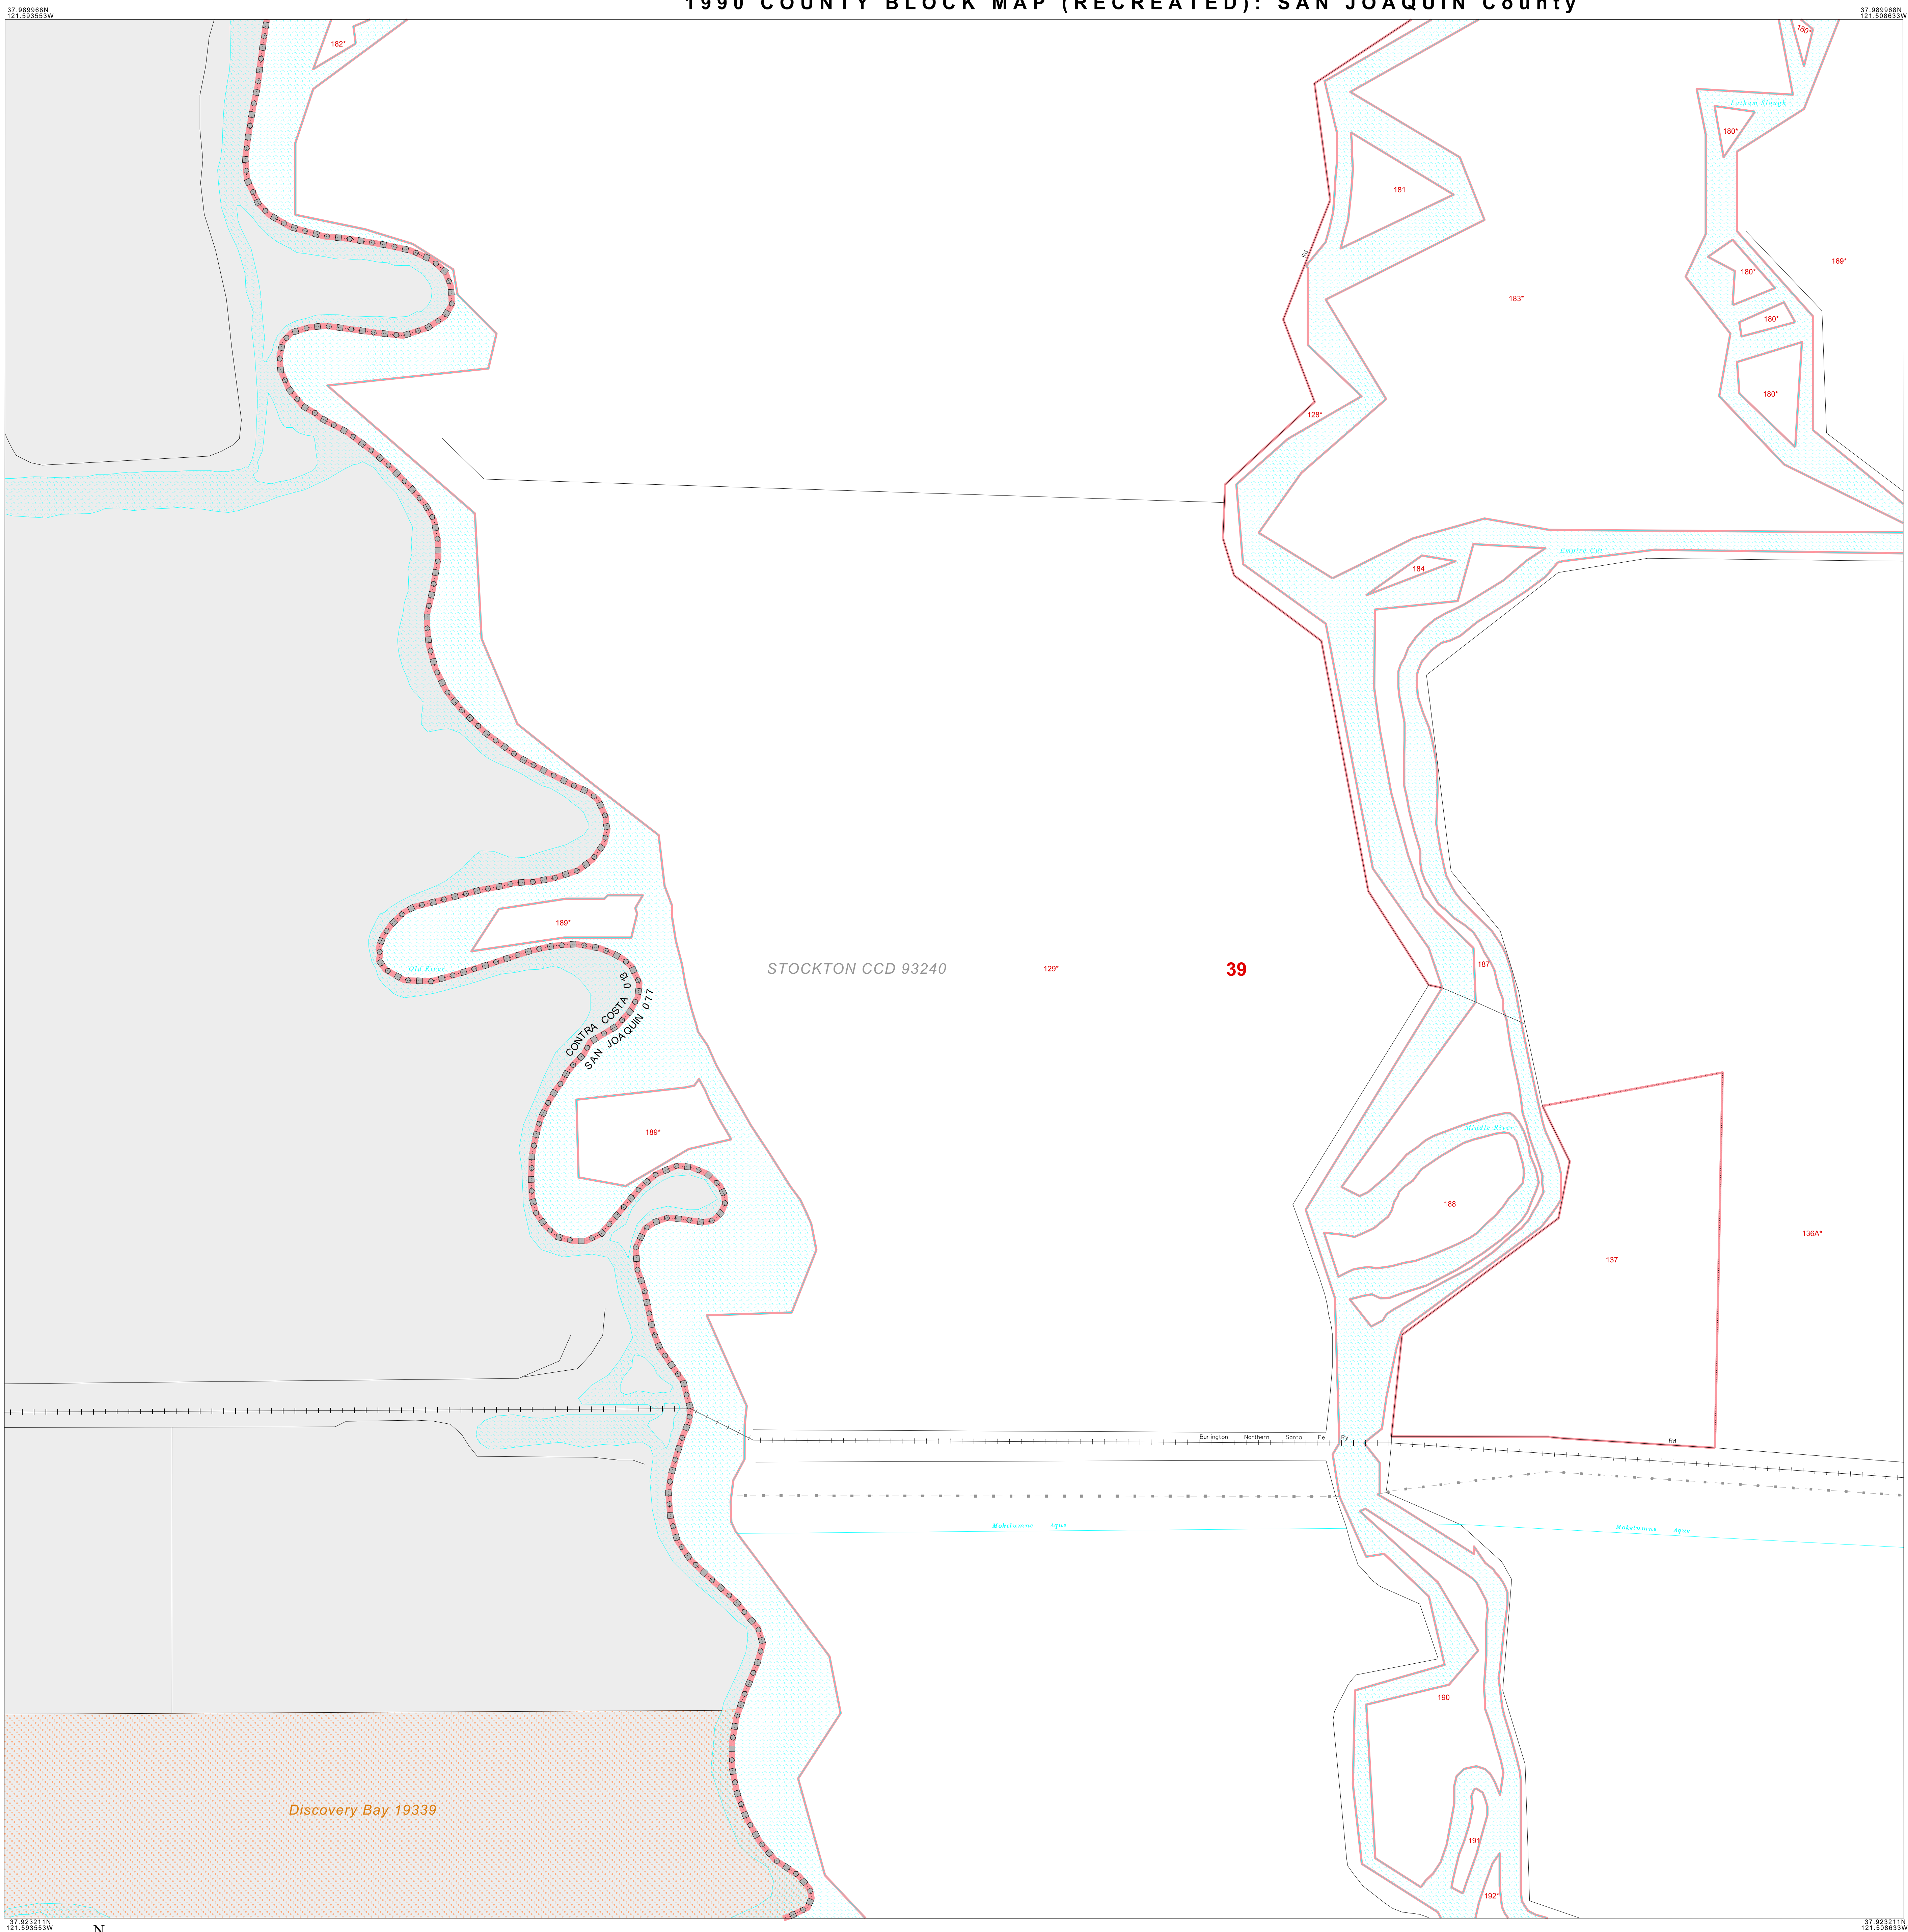 1990 COUNTY BLOCK MAP (RECREATED): SAN JOAQUIN County
37.989968N
121.593553W
37.989968N
121.508633W
182*
180*
Latham Slough
180*
181
Rd
169*
180*
183*
180*
180*
128*
Empire Cut
184
189*
Old River
STOCKTON CCD 93240
129*
39
187
CONTRA COSTA 013
SAN JOAQUIN 077
Middle River
189*
188
136A*
137
Burlington Northern Santa Fe Ry
Rd
Mokelumne Aqua
Mokelumne Aqua
190
Discovery Bay 19339
191
192*
37.923211N
121.593553W
N
37.923211N
121.508633W